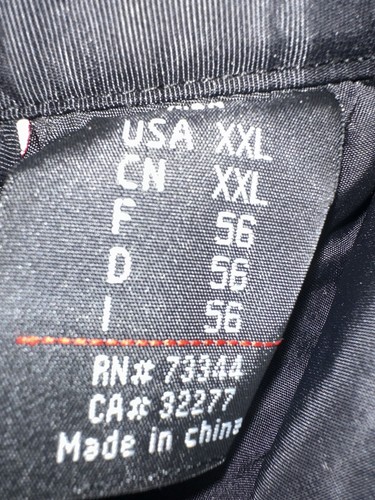 USA XXL
CN XXL
F 56
D 56
I 56
RN# 73344
CA# 32277
Made in china